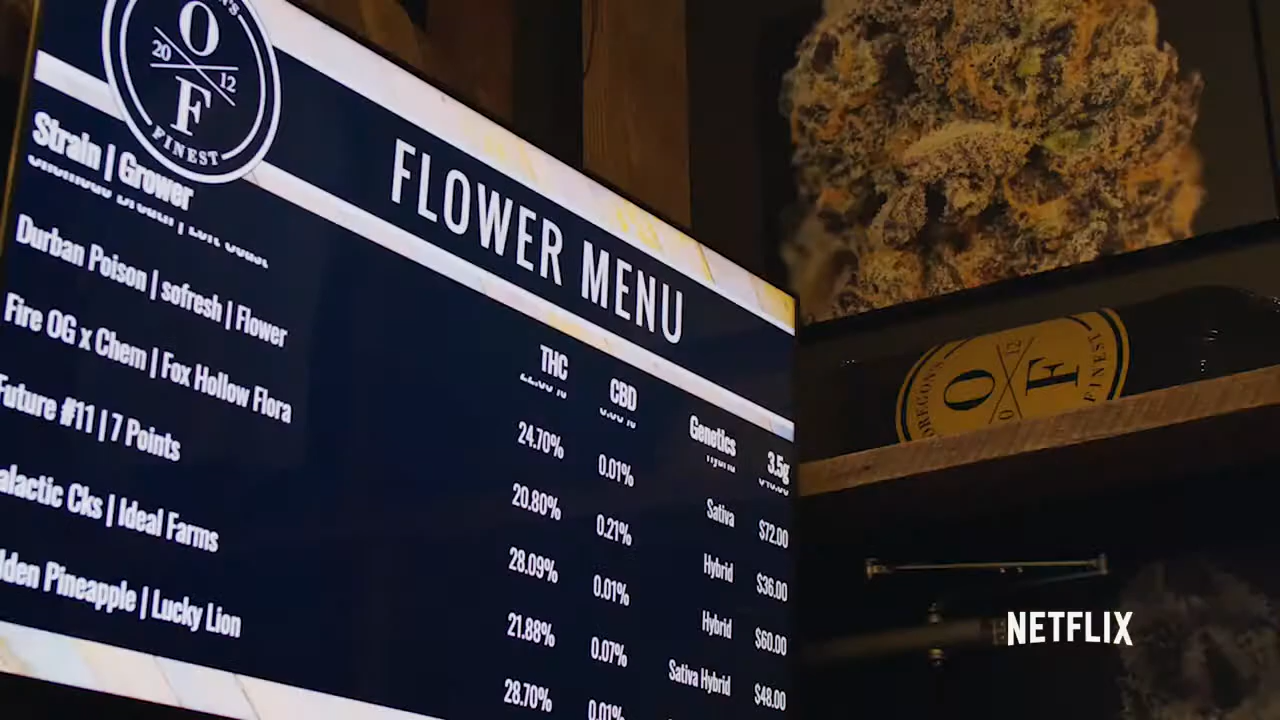 O
20 12
F
FINEST
FLOWER MENU
Strain | Grower THC CBD Genetics 3.5g
Durban Poison | sofresh | Flower 24.70% 0.01% Sativa $72.00
Fire OG x Chem | Fox Hollow Flora 20.80% 0.21% Hybrid $36.00
Future #11 | 7 Points 28.09% 0.01% Hybrid $60.00
alactic Cks | Ideal Farms 21.88% 0.07% Sativa Hybrid $48.00
lden Pineapple | Lucky Lion 28.70% 0.01%
OREGON'S
O
12
F
FINEST
NETFLIX